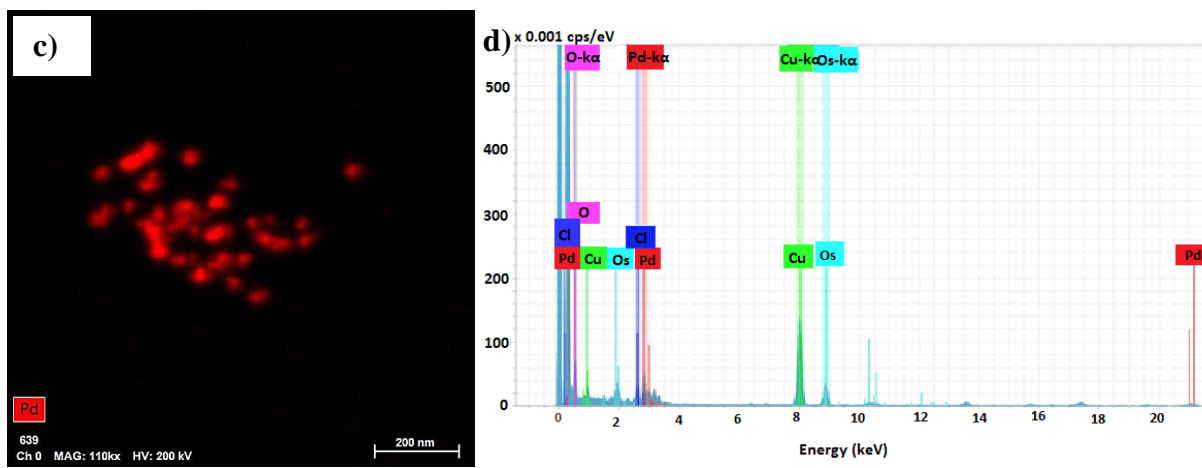 c)
Pd
639
Ch 0 MAG: 110kx HV: 200 kV
200 nm
d)
x 0.001 cps/eV
O-kα Pd-kα Cu-kα Os-kα
500
400
300
200
100
0
O
Cl Cl
Pd Cu Os Pd Cu Os Pd
0 2 4 6 8 10 12 14 16 18 20
Energy (keV)